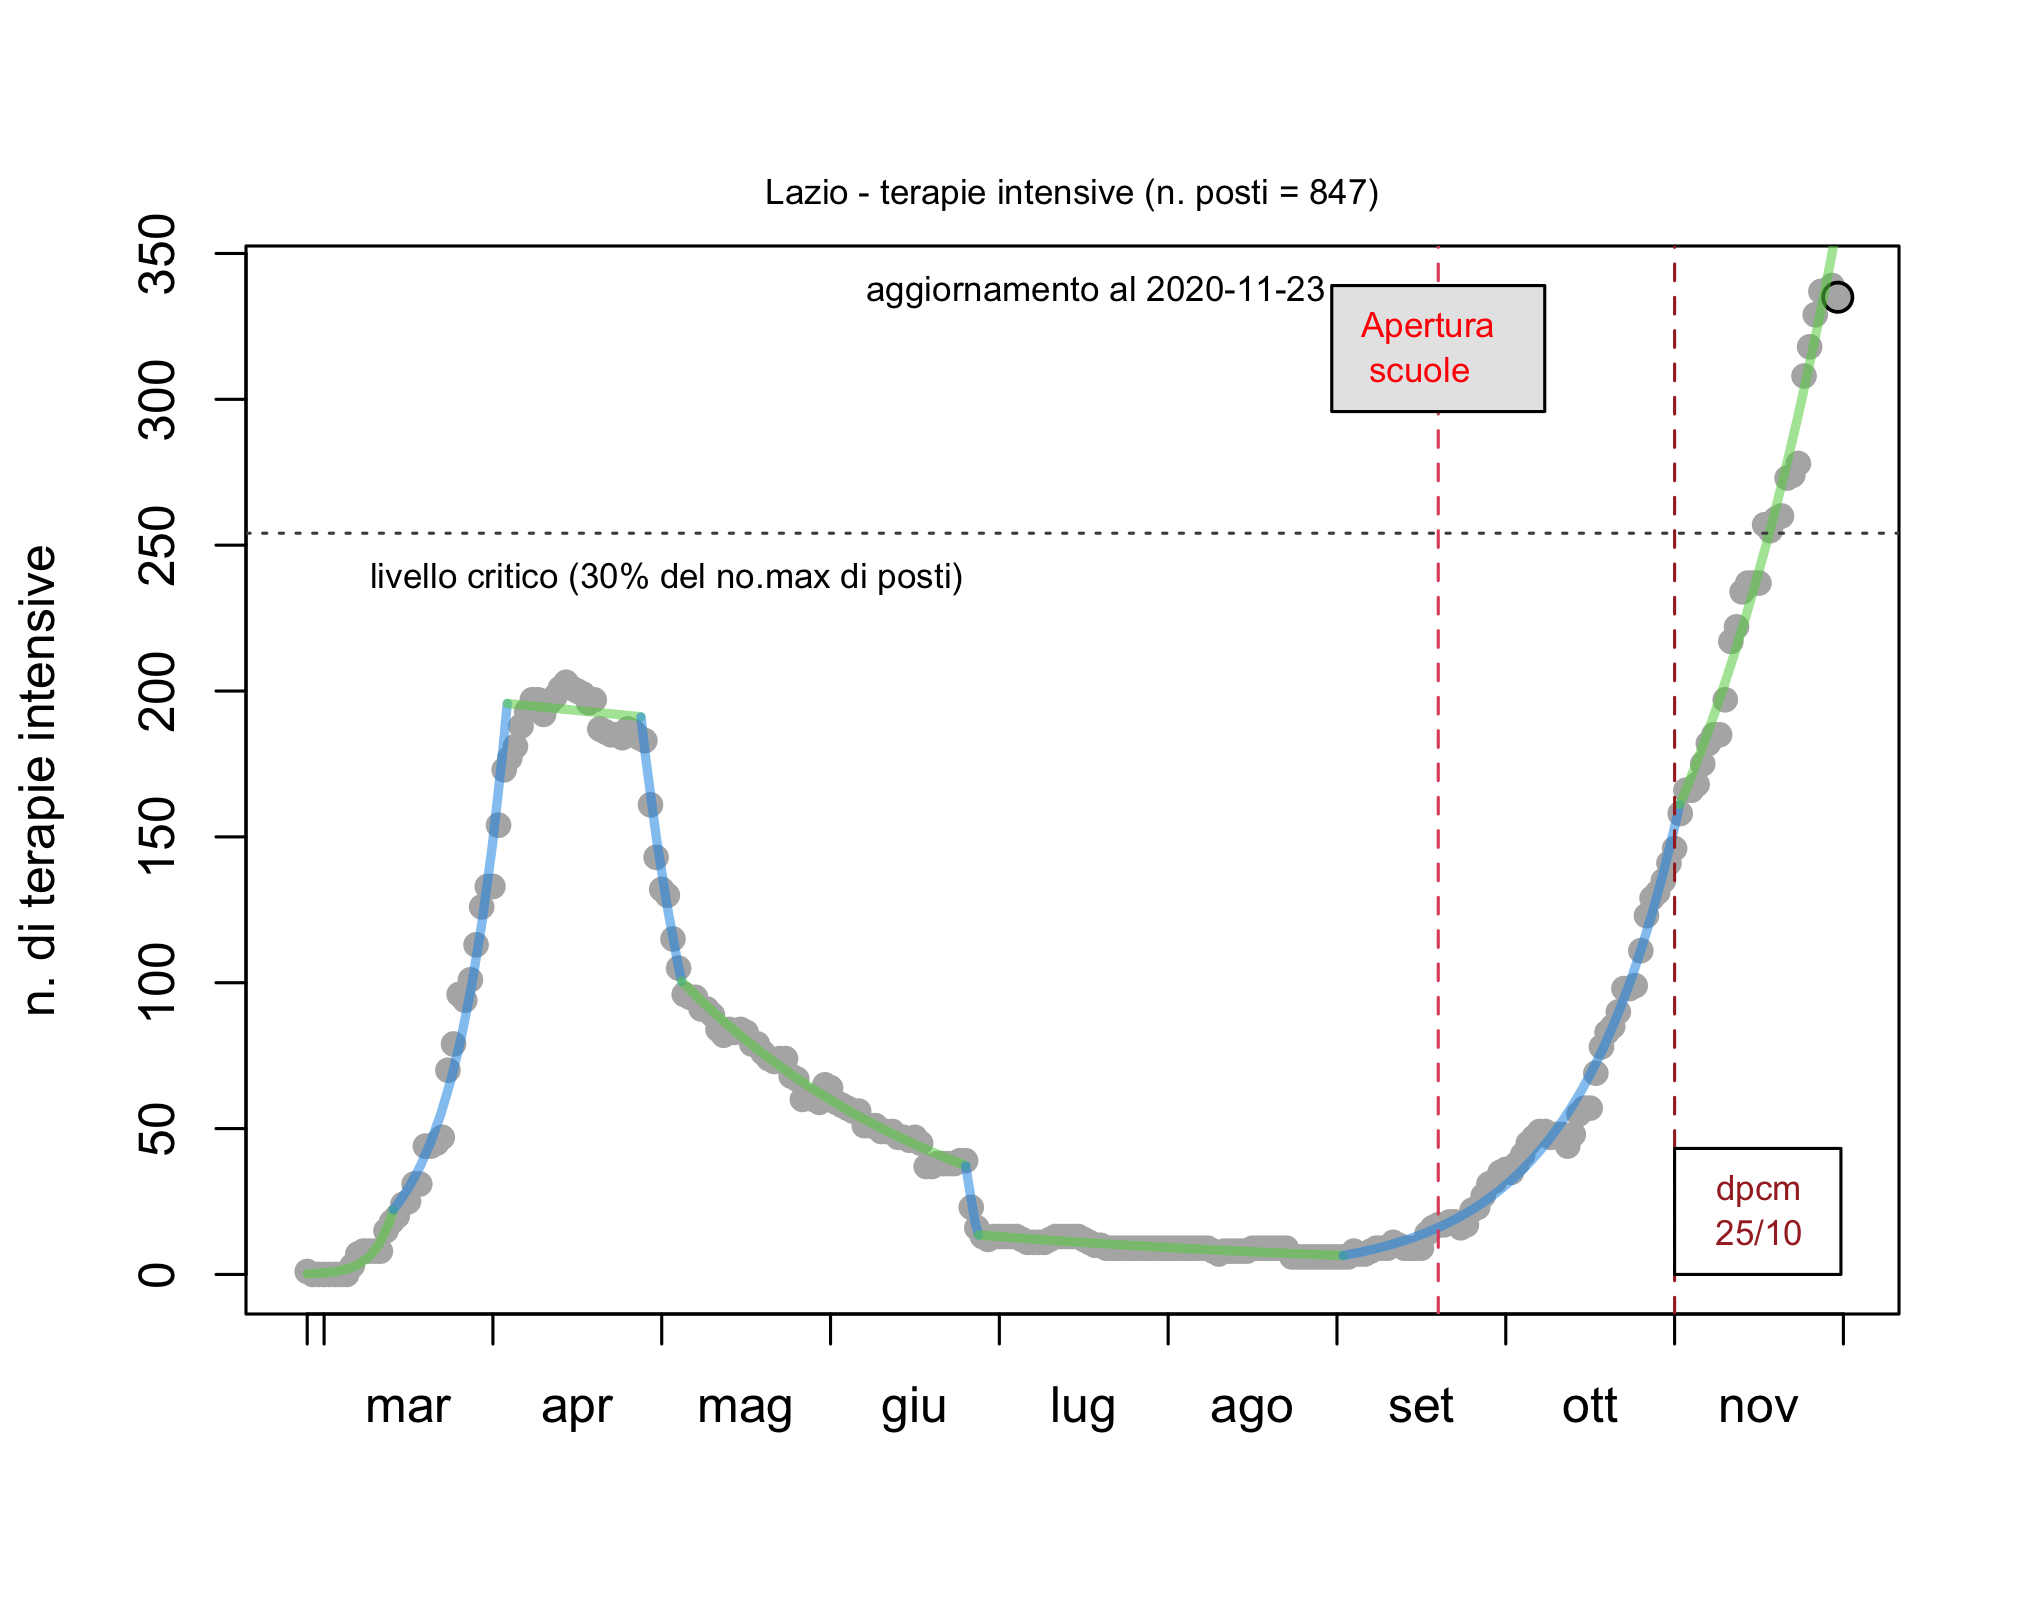 Lazio - terapie intensive (n. posti = 847)
aggiornamento al 2020-11-23
Apertura
scuole
livello critico (30% del no.max di posti)
n. di terapie intensive
350
300
250
200
150
100
50
0
dpcm
25/10
mar apr mag giu lug ago set ott nov